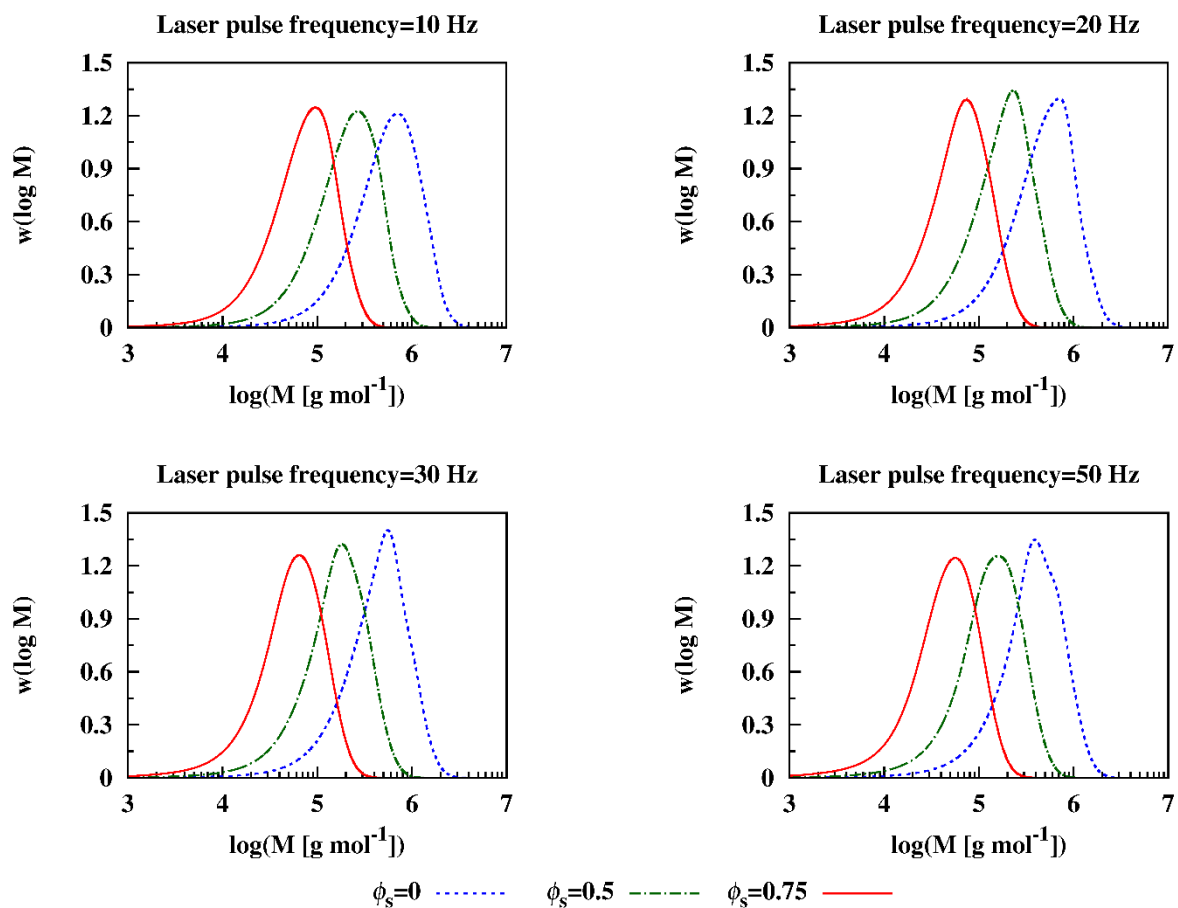 Laser pulse frequency=10 Hz
1.5
1.2
0.9
0.6
0.3
0
w(log M)
3 4 5 6 7
log(M [g mol⁻¹])
Laser pulse frequency=20 Hz
1.5
1.2
0.9
0.6
0.3
0
w(log M)
3 4 5 6 7
log(M [g mol⁻¹])
Laser pulse frequency=30 Hz
1.5
1.2
0.9
0.6
0.3
0
w(log M)
3 4 5 6 7
log(M [g mol⁻¹])
Laser pulse frequency=50 Hz
1.5
1.2
0.9
0.6
0.3
0
w(log M)
3 4 5 6 7
log(M [g mol⁻¹])
ϕₛ=0 ϕₛ=0.5 ϕₛ=0.75